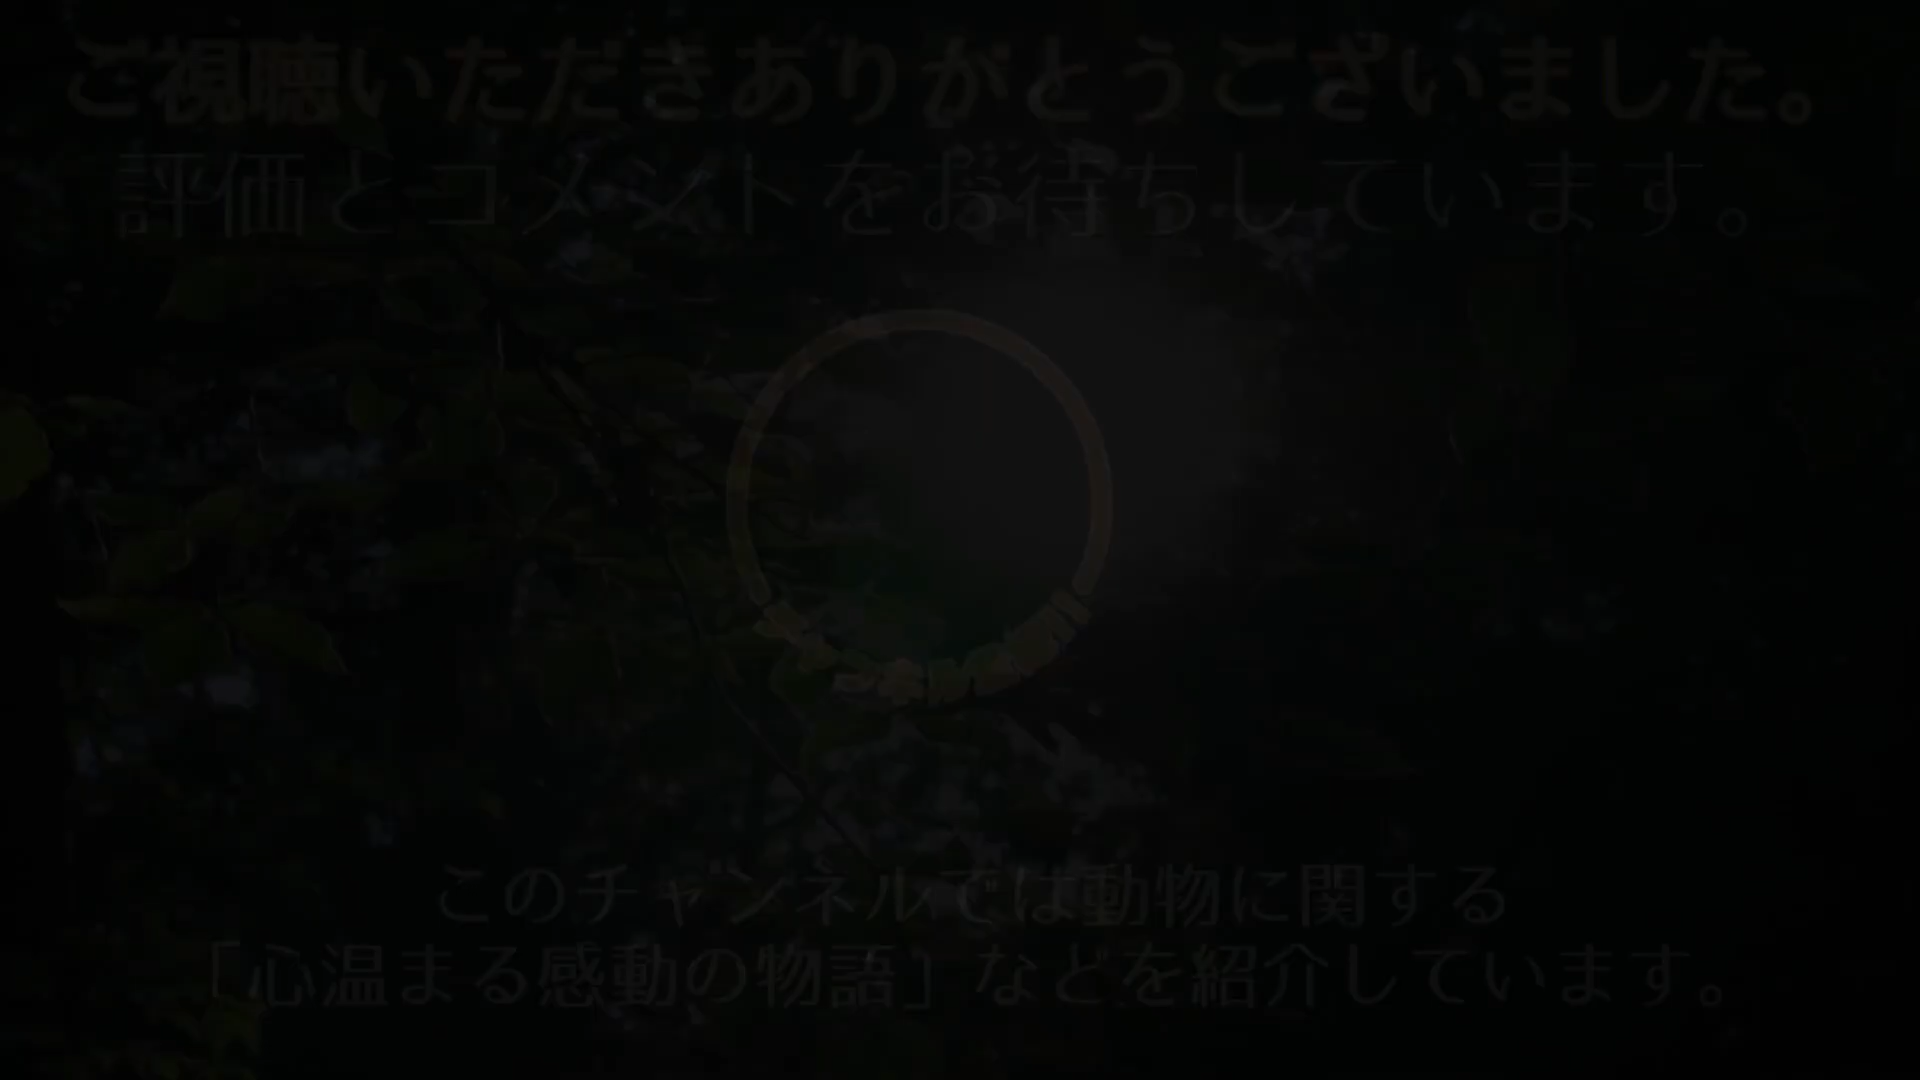 ご視聴いただきありがとうございました。
評価とコメントをお待ちしています。
このチャンネルでは動物に関する
「心温まる感動の物語」などを紹介しています。